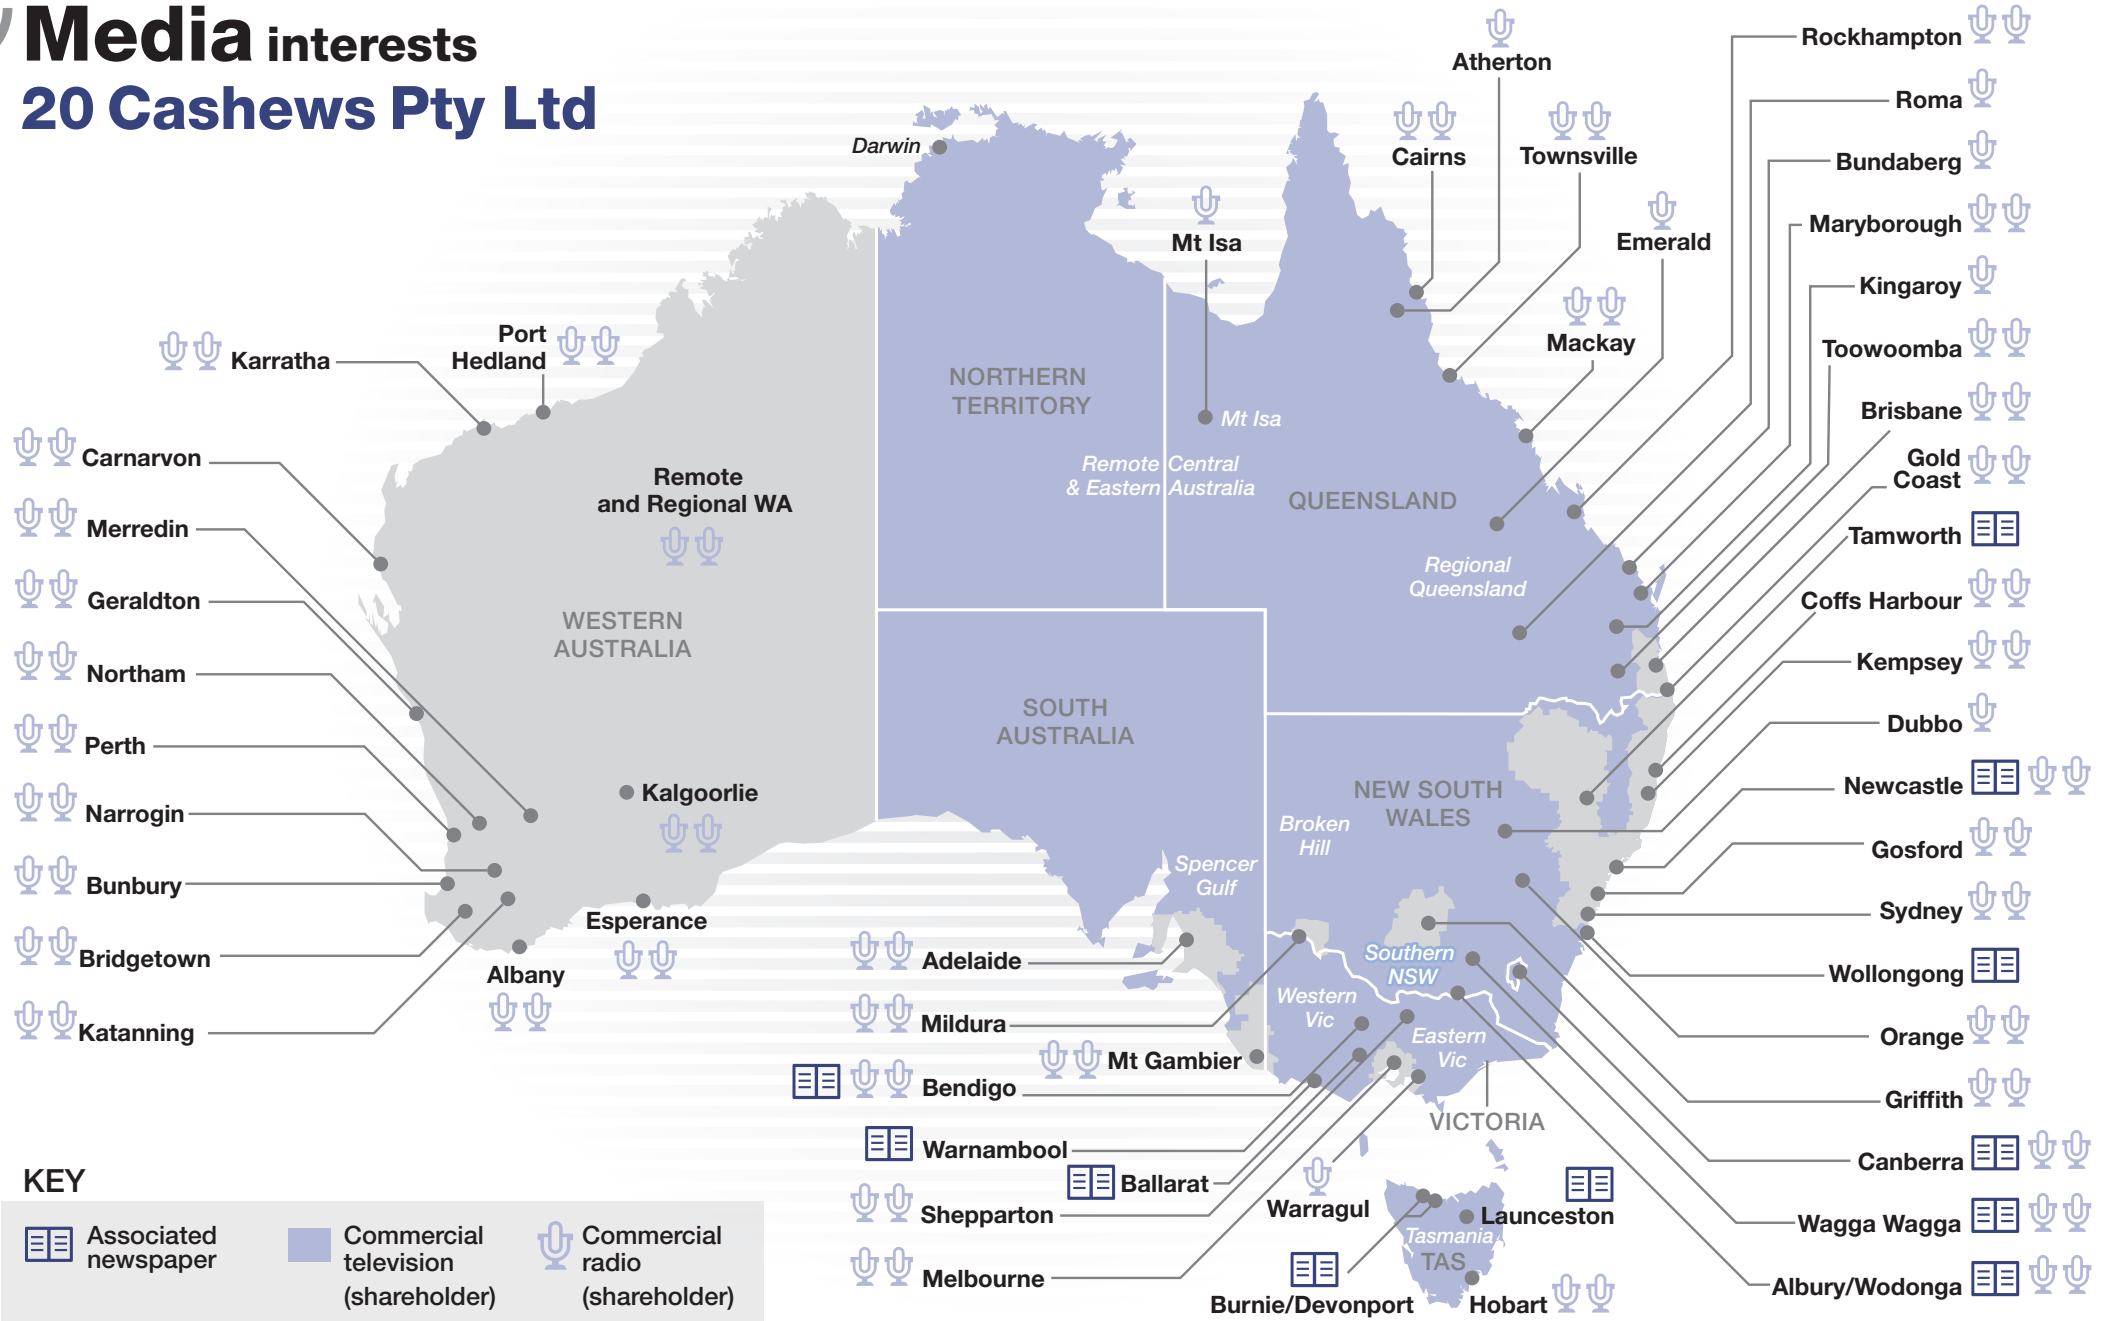 Media interests
20 Cashews Pty Ltd
Darwin
Atherton
Cairns
Townsville
Mt Isa
Emerald
Mackay
Rockhampton
Roma
Bundaberg
Maryborough
Kingaroy
Toowoomba
Brisbane
Gold
Coast
Tamworth
Coffs Harbour
Kempsey
Dubbo
Newcastle
Gosford
Sydney
Wollongong
Orange
Griffith
Canberra
Wagga Wagga
Albury/Wodonga
Port
Hedland
Karratha
Carnarvon
Merredin
Geraldton
Northam
Perth
Narrogin
Bunbury
Bridgetown
Katanning
Remote
and Regional WA
WESTERN
AUSTRALIA
Kalgoorlie
Esperance
Albany
NORTHERN
TERRITORY
Mt Isa
Remote Central
& Eastern Australia
QUEENSLAND
Regional
Queensland
SOUTH
AUSTRALIA
NEW SOUTH
WALES
Broken
Hill
Spencer
Gulf
Southern
NSW
Western
Vic
Eastern
Vic
VICTORIA
Adelaide
Mildura
Mt Gambier
Bendigo
Warnambool
Ballarat
Shepparton
Melbourne
Warragul
Launceston
Tasmania
TAS
Burnie/Devonport
Hobart
KEY
Associated
newspaper
Commercial
television
(shareholder)
Commercial
radio
(shareholder)